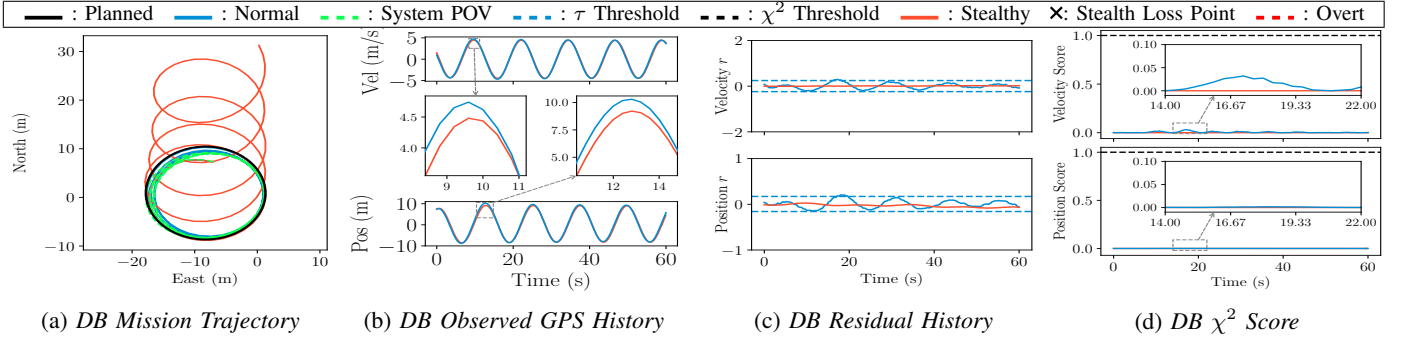 : Planned : Normal : System POV : τ Threshold : χ² Threshold : Stealthy ×: Stealth Loss Point : Overt
North (m)
30
20
10
0
−10
−20 −10 0 10
East (m)
(a) DB Mission Trajectory
Vel (m/s)
5
0
−5
4.5
4.0
9 10 11
10.0
7.5
5.0
12 14
Pos (m)
10
0
−10
0 20 40 60
Time (s)
(b) DB Observed GPS History
Velocity r
2
0
−2
Position r
1
0
−1
0 20 40 60
Time (s)
(c) DB Residual History
Velocity Score
1.0
0.5
0.0
0.10
0.05
0.00
14.00 16.67 19.33 22.00
Position Score
1.0
0.5
0.0
0.10
0.05
0.00
14.00 16.67 19.33 22.00
0 20 40 60
Time (s)
(d) DB χ² Score